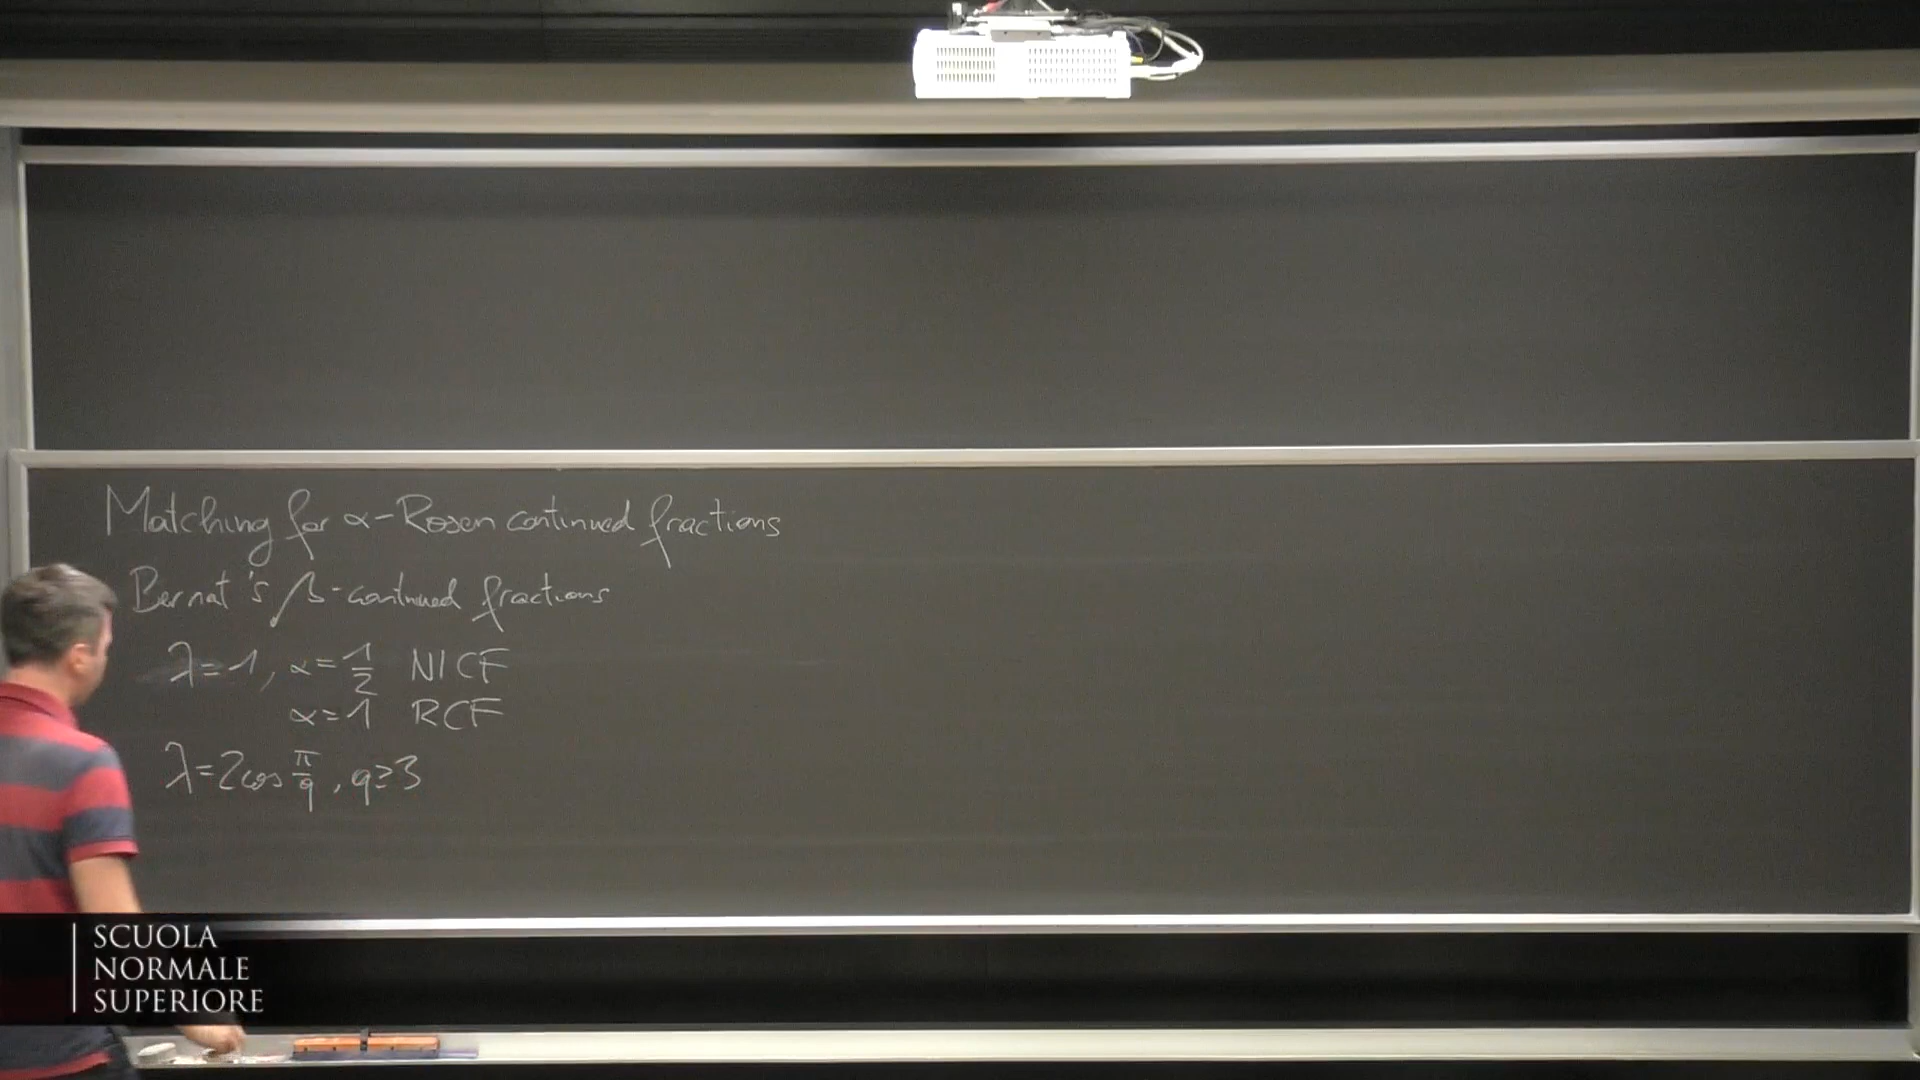 Matching for α-Rosen continued fractions
Bernat's β-continued fractions
λ=1, α=1/2 NICF
α=1 RCF
λ=2cos π/q, q≥3
SCUOLA
NORMALE
SUPERIORE